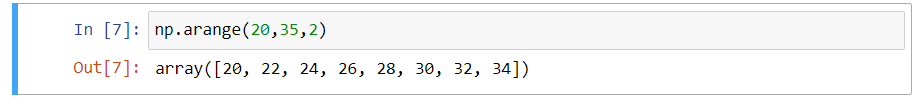 In [7]: np.arange(20,35,2)
Out[7]: array([20, 22, 24, 26, 28, 30, 32, 34])